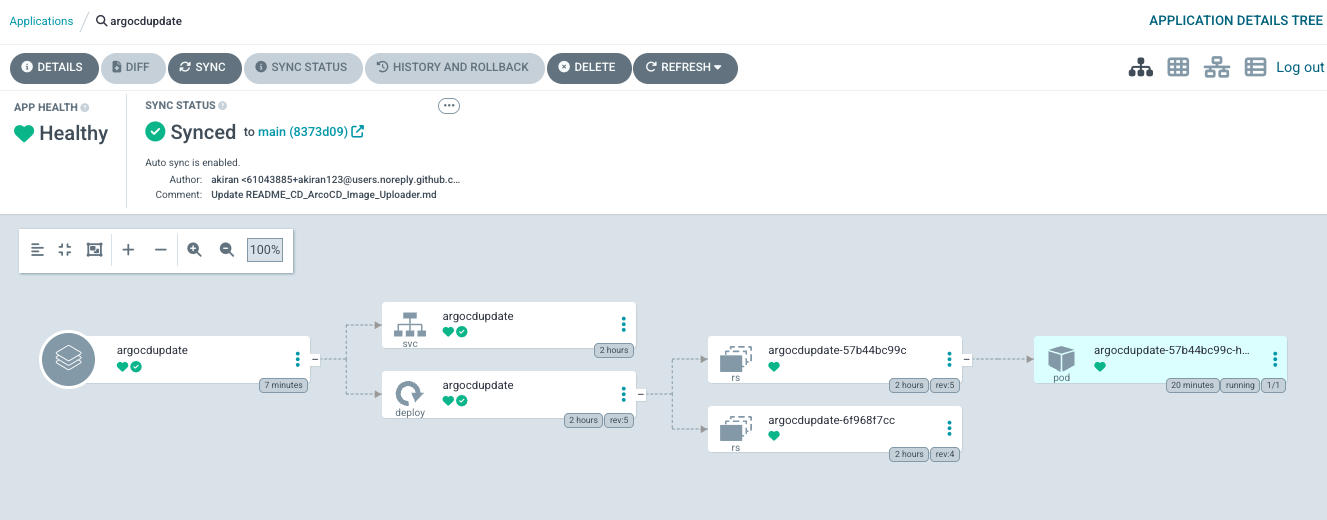 Applications / argocdupdate
APPLICATION DETAILS TREE
DETAILS DIFF SYNC SYNC STATUS HISTORY AND ROLLBACK DELETE REFRESH
Log out
APP HEALTH
Healthy
SYNC STATUS
Synced to main (8373d09)
Auto sync is enabled.
Author: akiran <61043885+akiran123@users.noreply.github.c...
Comment: Update README_CD_ArcoCD_Image_Uploader.md
100%
argocdupdate
7 minutes
argocdupdate
svc
2 hours
argocdupdate
deploy
2 hours rev:5
argocdupdate-57b44bc99c
rs
2 hours rev:5
argocdupdate-6f968f7cc
rs
2 hours rev:4
argocdupdate-57b44bc99c-h...
pod
20 minutes running 1/1